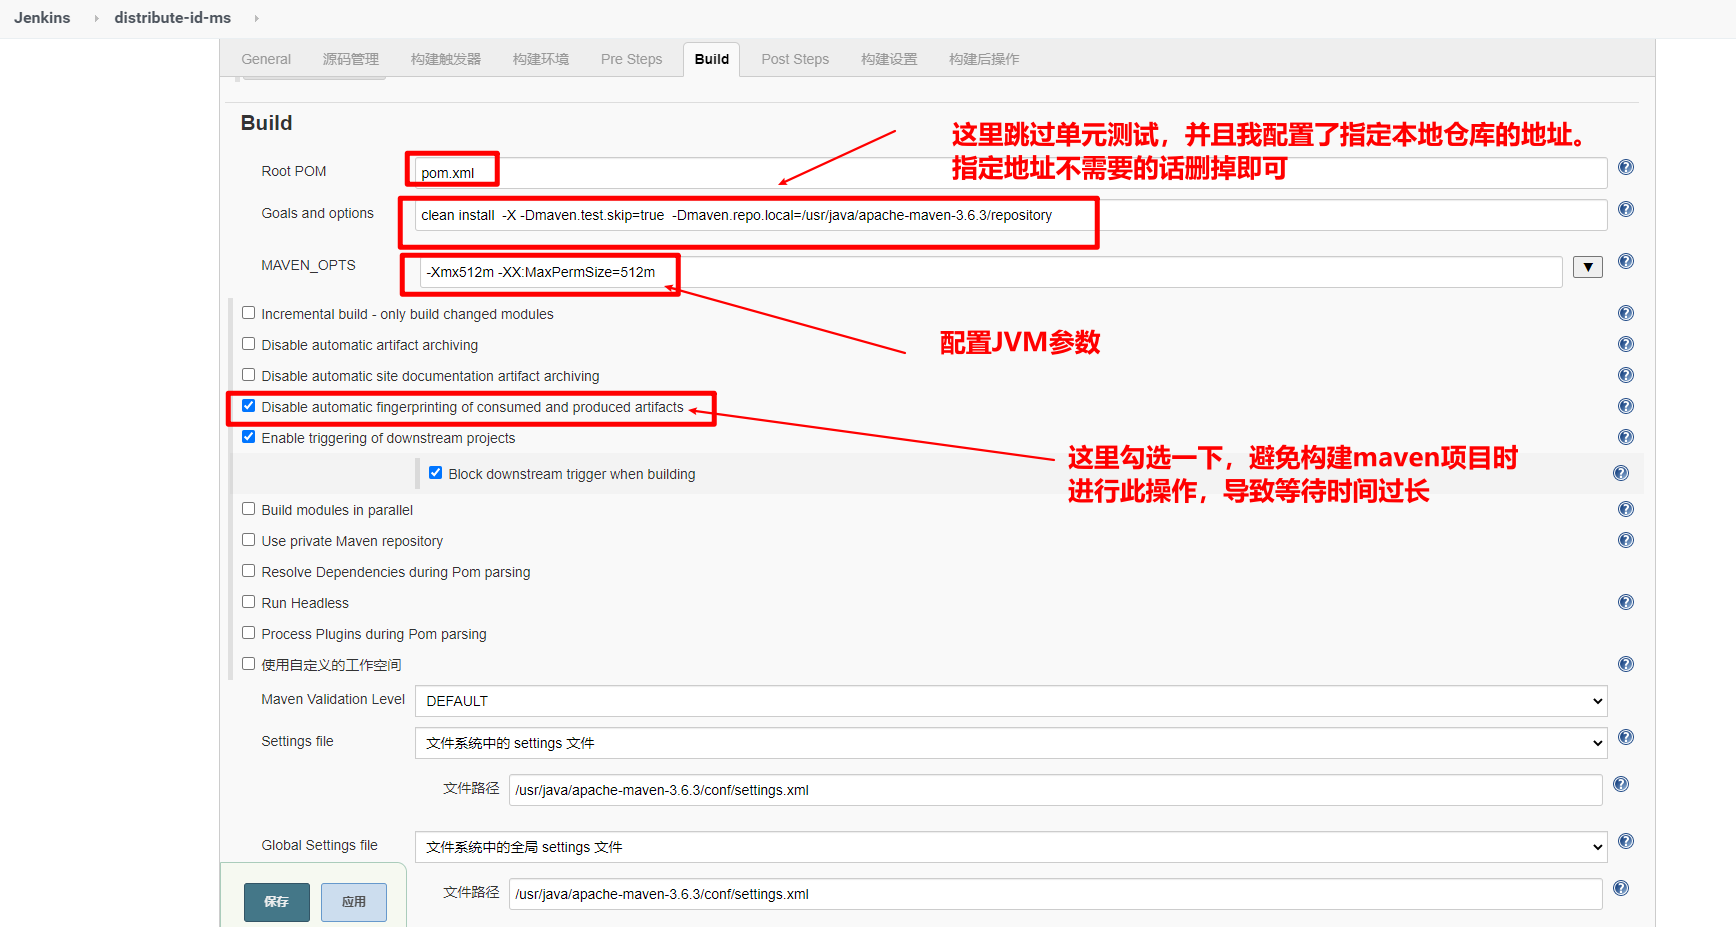 Jenkins
distribute-id-ms
General
源码管理
构建触发器
构建环境
Pre Steps
Build
Post Steps
构建设置
构建后操作
Build
这里跳过单元测试，并且我配置了指定本地仓库的地址。
指定地址不需要的话删掉即可
Root POM
pom.xml
Goals and options
clean install  -X -Dmaven.test.skip=true  -Dmaven.repo.local=/usr/java/apache-maven-3.6.3/repository
MAVEN_OPTS
-Xmx512m -XX:MaxPermSize=512m
▼
配置JVM参数
Incremental build - only build changed modules
Disable automatic artifact archiving
Disable automatic site documentation artifact archiving
Disable automatic fingerprinting of consumed and produced artifacts
Enable triggering of downstream projects
这里勾选一下，避免构建maven项目时
进行此操作，导致等待时间过长
Block downstream trigger when building
Build modules in parallel
Use private Maven repository
Resolve Dependencies during Pom parsing
Run Headless
Process Plugins during Pom parsing
使用自定义的工作空间
Maven Validation Level
DEFAULT
Settings file
文件系统中的 settings 文件
文件路径
/usr/java/apache-maven-3.6.3/conf/settings.xml
Global Settings file
文件系统中的全局 settings 文件
文件路径
/usr/java/apache-maven-3.6.3/conf/settings.xml
保存
应用